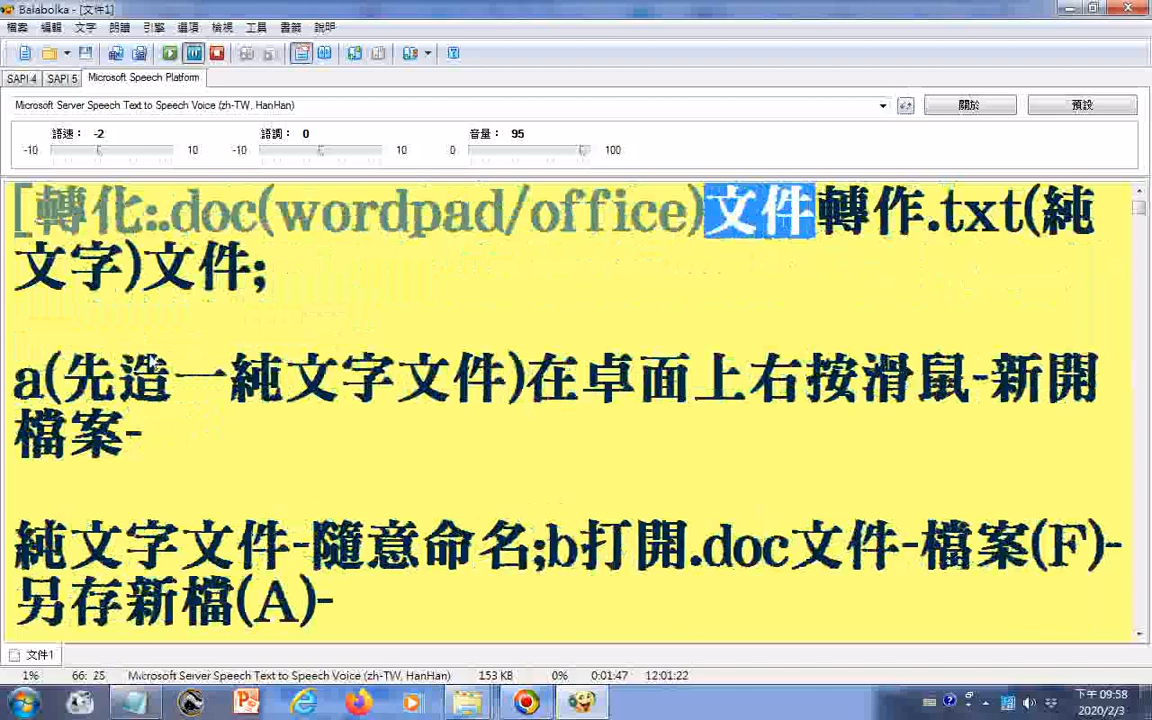 Balabolka - [文件1]
檔案 編輯 文字 朗讀 引擎 選項 檢視 工具 書籤 說明
SAPI 4 SAPI 5 Microsoft Speech Platform
Microsoft Server Speech Text to Speech Voice (zh-TW, HanHan) 關於 預設
語速： -2 語調： 0 音量： 95
-10 10 -10 10 0 100
[轉化:.doc(wordpad/office)文件轉作.txt(純
文字)文件;
a(先造一純文字文件)在卓面上右按滑鼠-新開
檔案-
純文字文件-隨意命名;b打開.doc文件-檔案(F)-
另存新檔(A)-
文件1
1% 66: 25 Microsoft Server Speech Text to Speech Voice (zh-TW, HanHan) 153 KB 0% 0:01:47 12:01:22
下午 09:58
2020/2/3